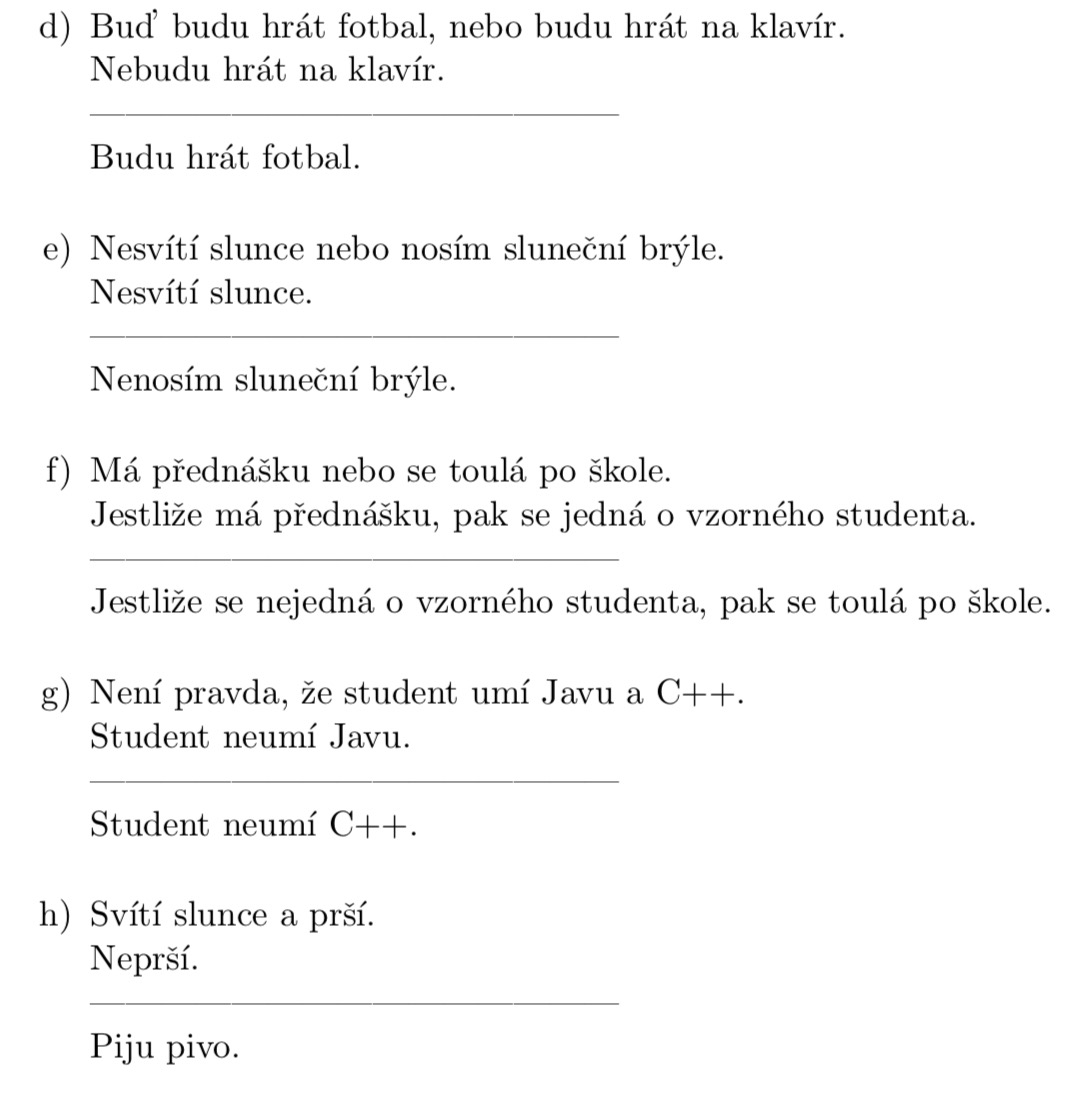 d) Buď budu hrát fotbal, nebo budu hrát na klavír.
Nebudu hrát na klavír.
Budu hrát fotbal.
e) Nesvítí slunce nebo nosím sluneční brýle.
Nesvítí slunce.
Nenosím sluneční brýle.
f) Má přednášku nebo se toulá po škole.
Jestliže má přednášku, pak se jedná o vzorného studenta.
Jestliže se nejedná o vzorného studenta, pak se toulá po škole.
g) Není pravda, že student umí Javu a C++.
Student neumí Javu.
Student neumí C++.
h) Svítí slunce a prší.
Neprší.
Piju pivo.